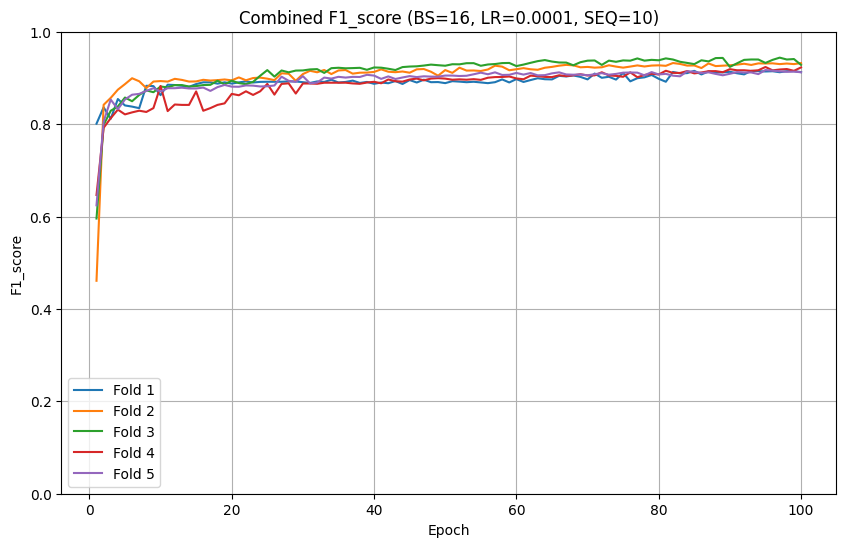 Combined F1_score (BS=16, LR=0.0001, SEQ=10)
F1_score
1.0
0.8
0.6
0.4
0.2
0.0
Fold 1
Fold 2
Fold 3
Fold 4
Fold 5
0 20 40 60 80 100
Epoch